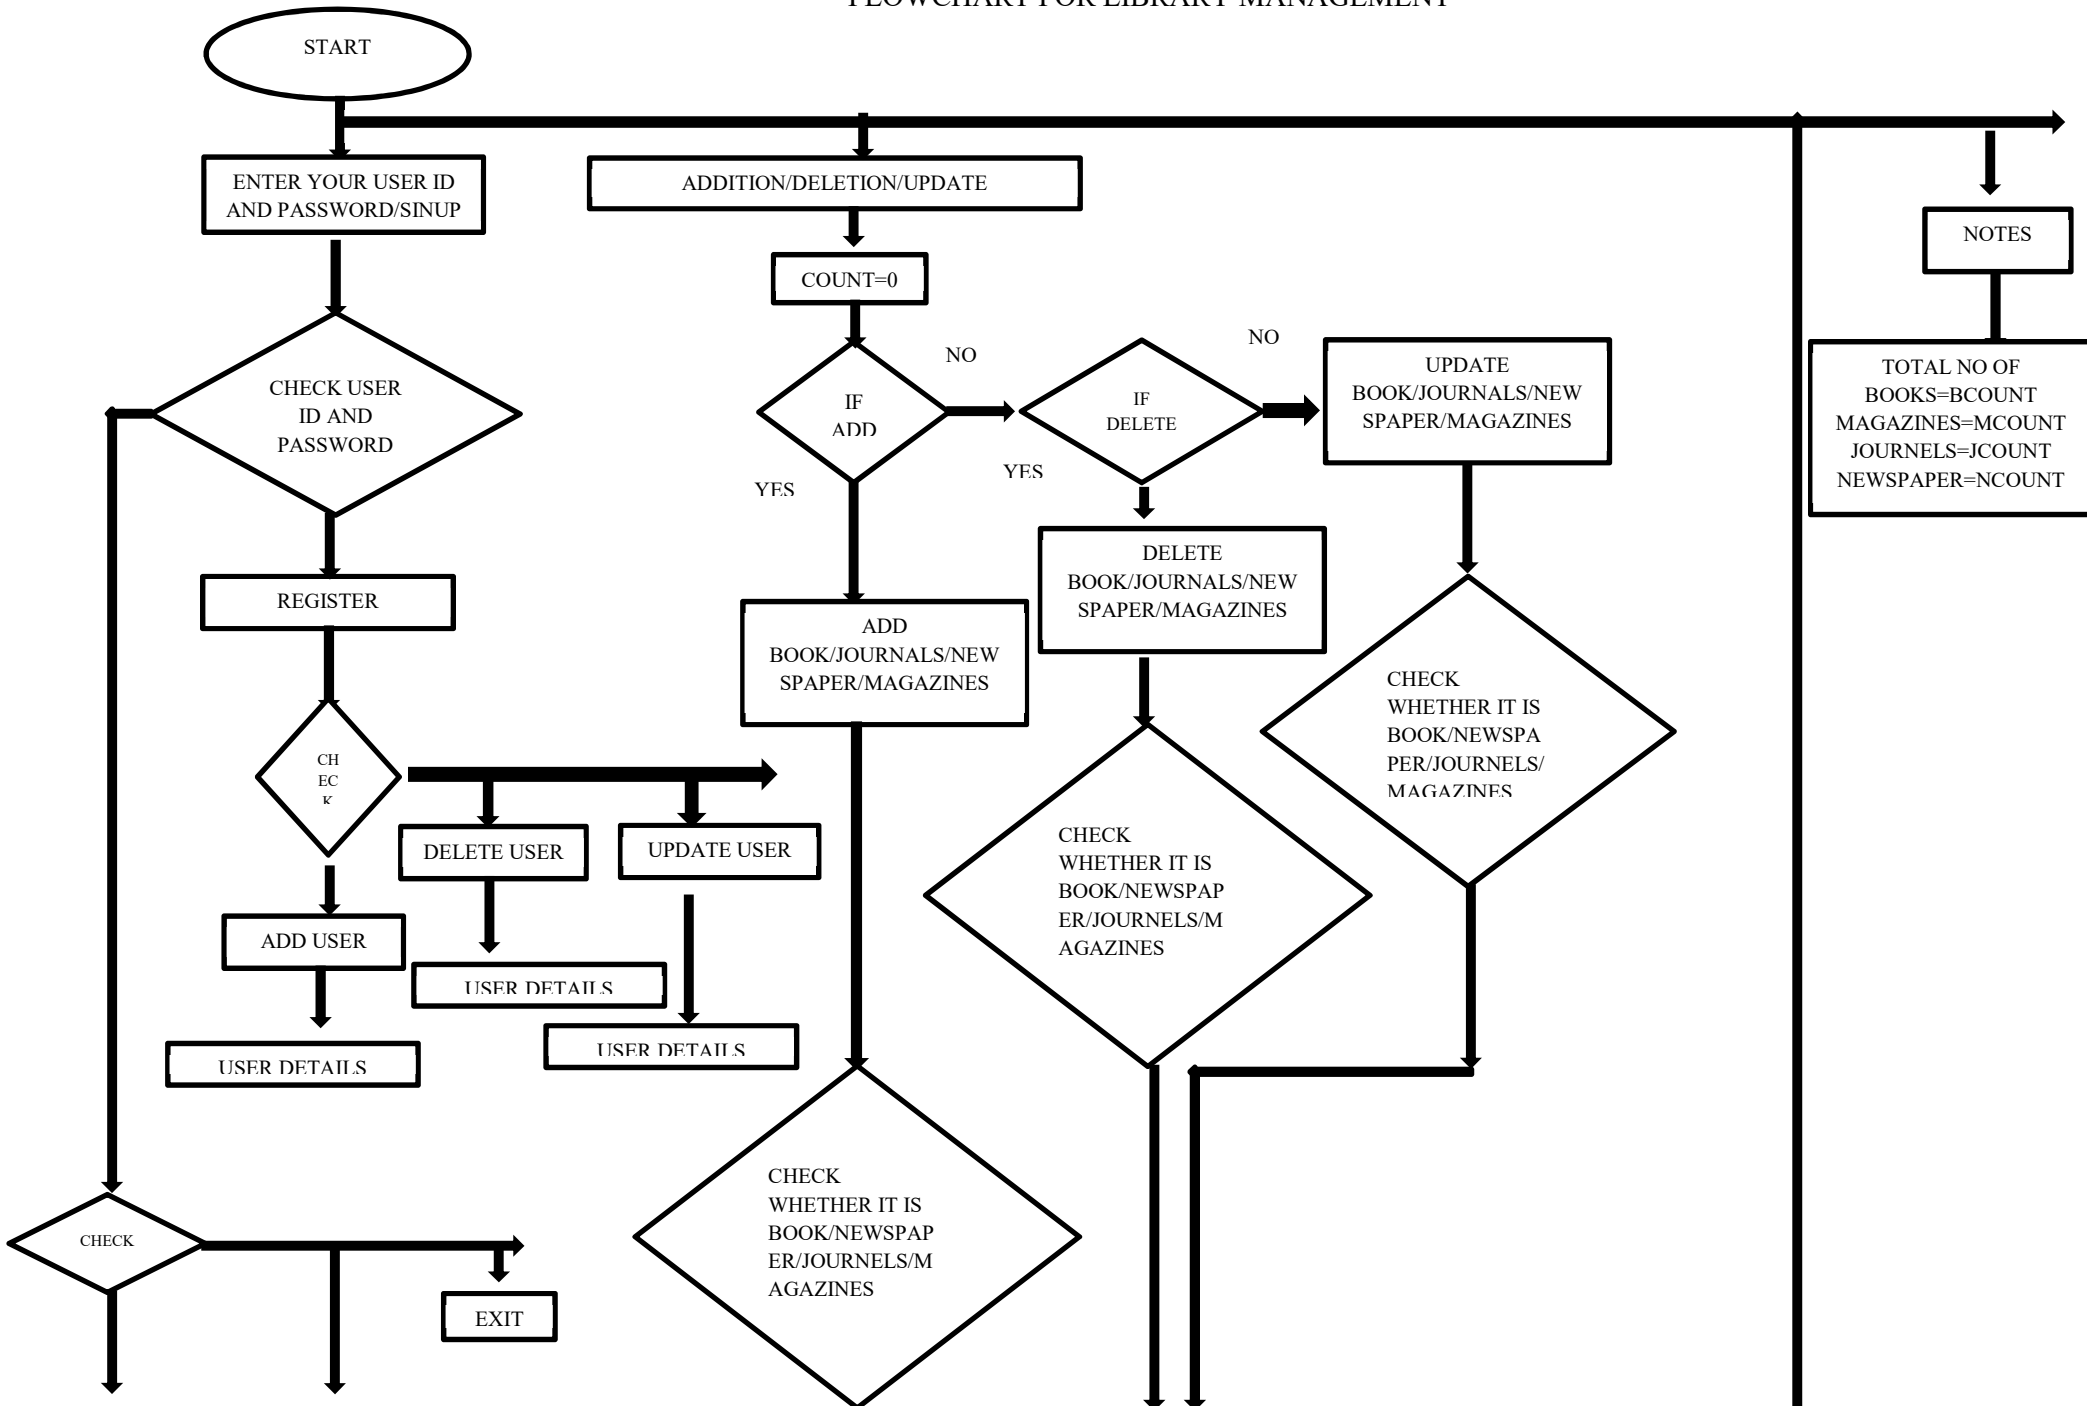 FLOWCHART FOR LIBRARY MANAGEMENT
START
ENTER YOUR USER ID
AND PASSWORD/SINUP
ADDITION/DELETION/UPDATE
NOTES
COUNT=0
CHECK USER
ID AND
PASSWORD
IF
ADD
NO
IF
DELETE
NO
UPDATE
BOOK/JOURNALS/NEW
SPAPER/MAGAZINES
TOTAL NO OF
BOOKS=BCOUNT
MAGAZINES=MCOUNT
JOURNELS=JCOUNT
NEWSPAPER=NCOUNT
YES
YES
REGISTER
ADD
BOOK/JOURNALS/NEW
SPAPER/MAGAZINES
DELETE
BOOK/JOURNALS/NEW
SPAPER/MAGAZINES
CHECK
WHETHER IT IS
BOOK/NEWSPA
PER/JOURNELS/
MAGAZINES
CH
EC
K
DELETE USER
UPDATE USER
CHECK
WHETHER IT IS
BOOK/NEWSPAP
ER/JOURNELS/M
AGAZINES
ADD USER
USER DETAILS
USER DETAILS
USER DETAILS
CHECK
WHETHER IT IS
BOOK/NEWSPAP
ER/JOURNELS/M
AGAZINES
CHECK
EXIT